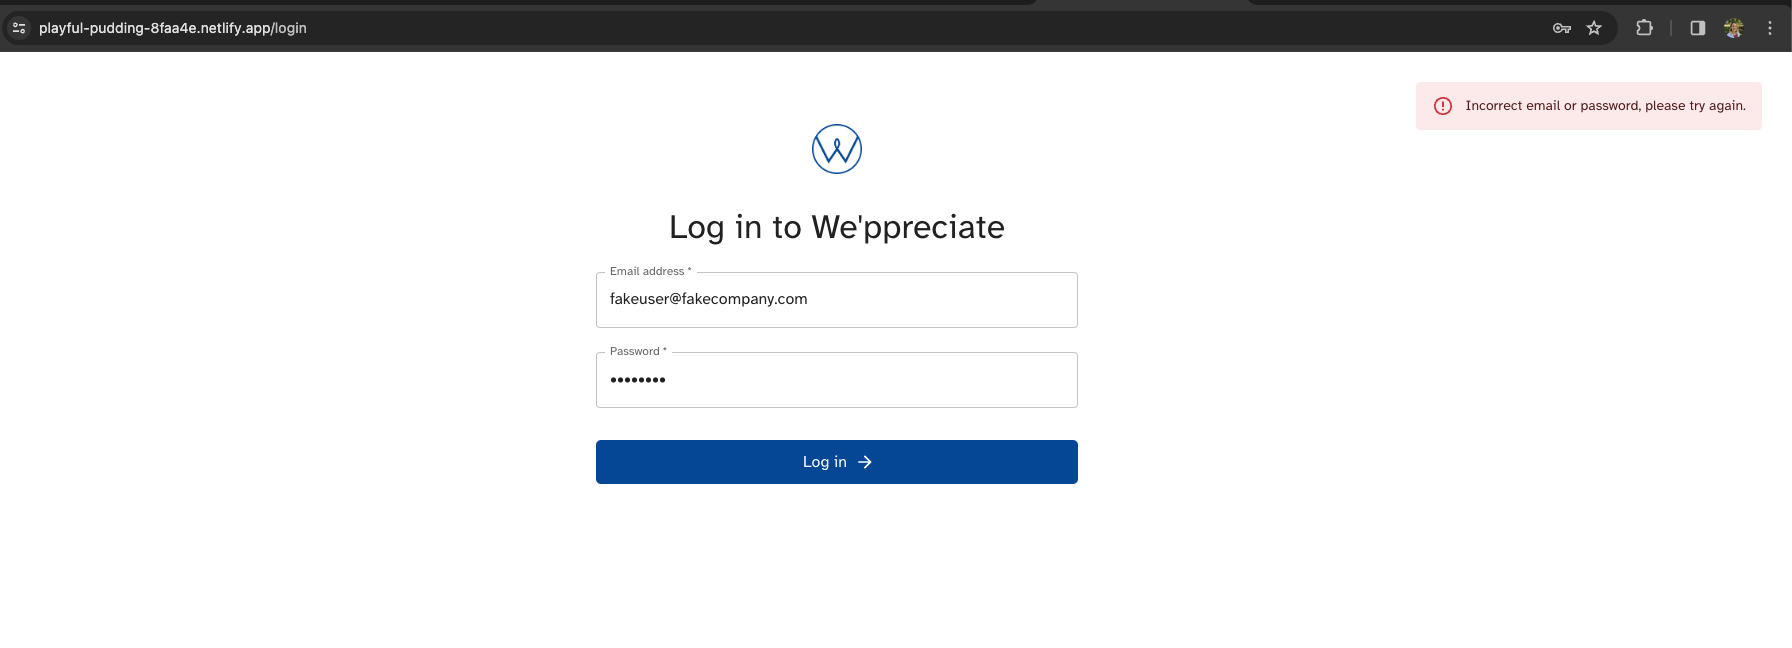 playful-pudding-8faa4e.netlify.app/login
Incorrect email or password, please try again.
Log in to We'ppreciate
Email address *
fakeuser@fakecompany.com
Password *
••••••••
Log in →